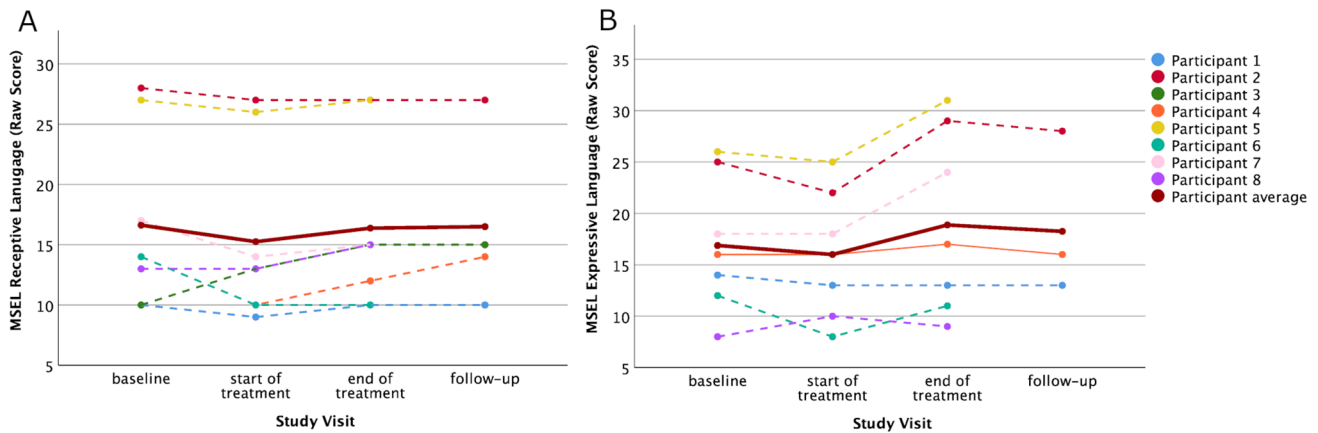 A
MSEL Receptive Lanuguage (Raw Score)
30
25
20
15
10
5
baseline
start of
treatment
end of
treatment
follow-up
Study Visit
B
MSEL Expressive Language (Raw Score)
35
30
25
20
15
10
5
baseline
start of
treatment
end of
treatment
follow-up
Study Visit
Participant 1
Participant 2
Participant 3
Participant 4
Participant 5
Participant 6
Participant 7
Participant 8
Participant average